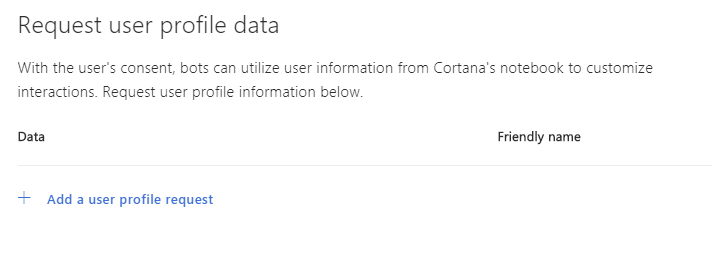 Request user profile data
With the user's consent, bots can utilize user information from Cortana's notebook to customize
interactions. Request user profile information below.
Data Friendly name
+ Add a user profile request